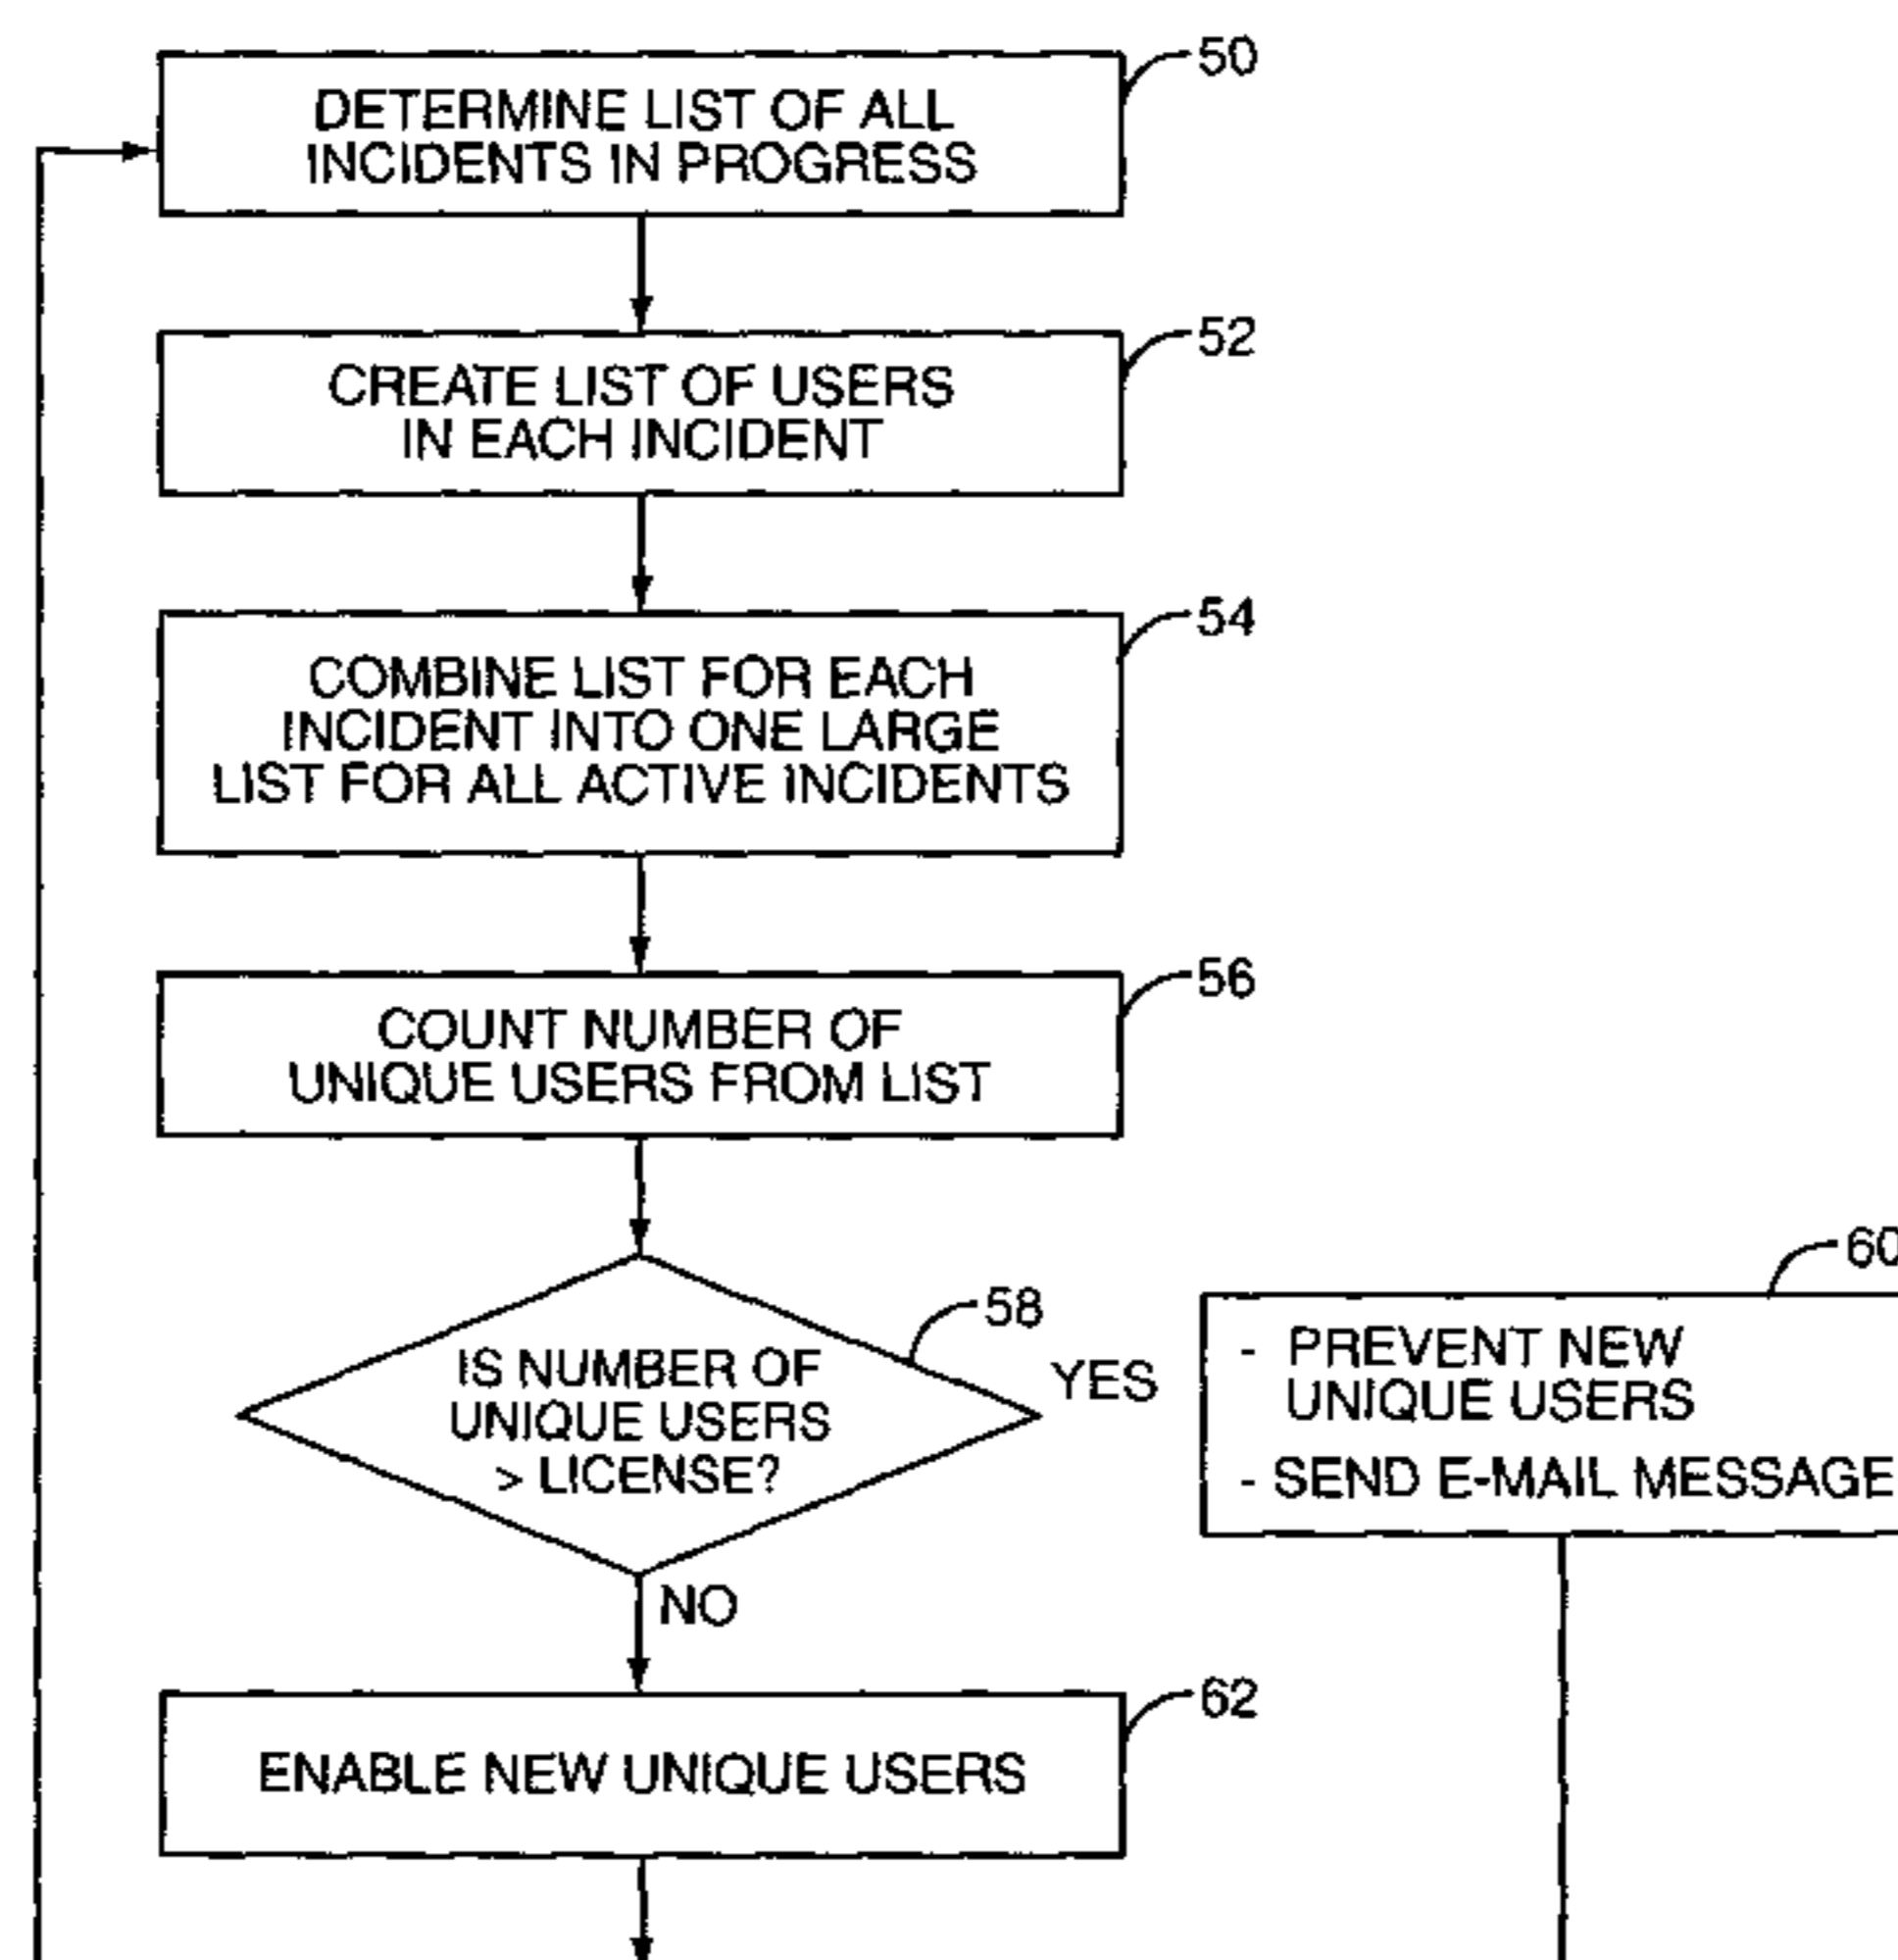 50
DETERMINE LIST OF ALL
INCIDENTS IN PROGRESS
52
CREATE LIST OF USERS
IN EACH INCIDENT
54
COMBINE LIST FOR EACH
INCIDENT INTO ONE LARGE
LIST FOR ALL ACTIVE INCIDENTS
56
COUNT NUMBER OF
UNIQUE USERS FROM LIST
58
IS NUMBER OF
UNIQUE USERS
> LICENSE?
YES
60
- PREVENT NEW
UNIQUE USERS
- SEND E-MAIL MESSAGE
NO
62
ENABLE NEW UNIQUE USERS